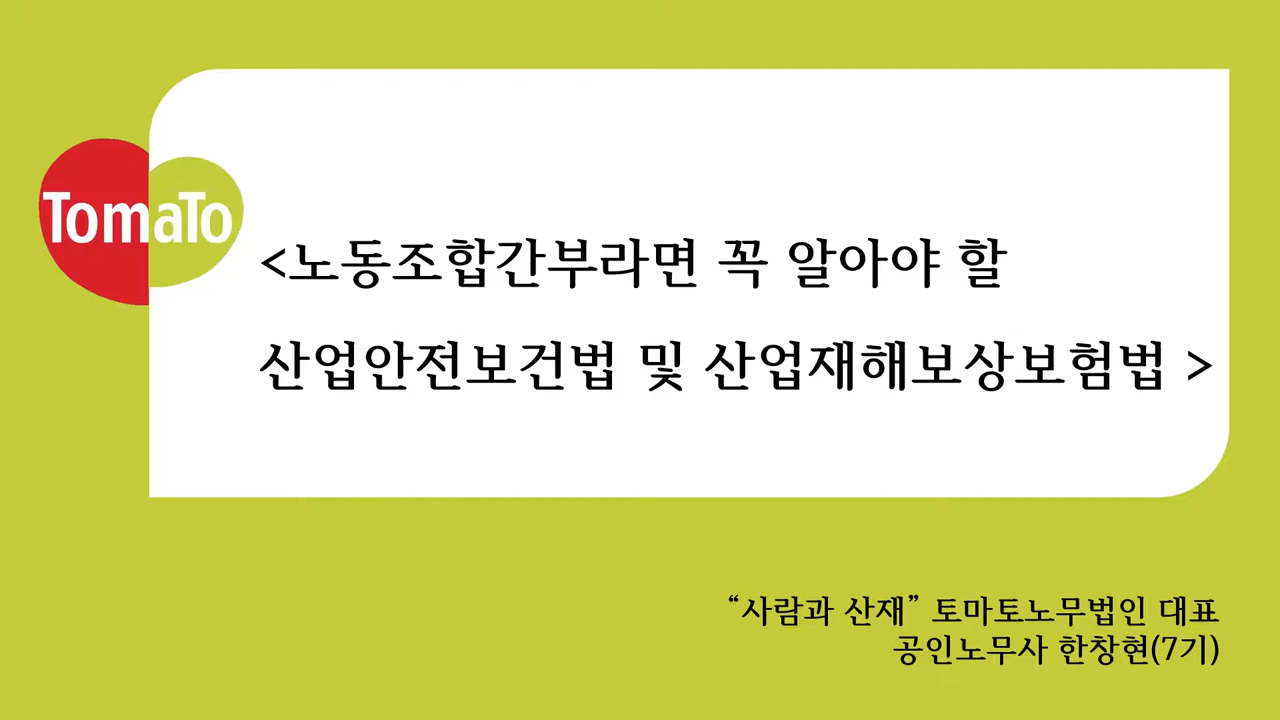 TomaTo
<노동조합간부라면 꼭 알아야 할
산업안전보건법 및 산업재해보상보험법 >
“사람과 산재” 토마토노무법인 대표
공인노무사 한창현(7기)